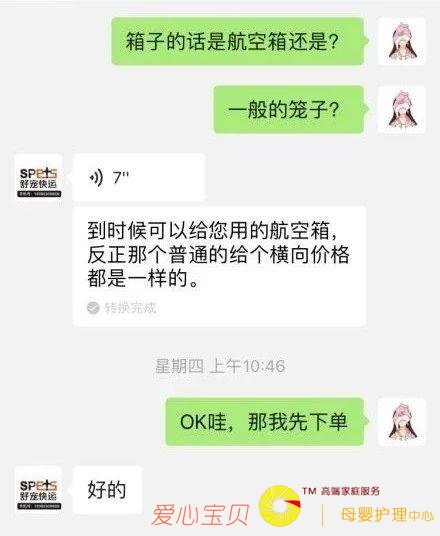 箱子的话是航空箱还是?
一般的笼子?
SPETS
舒宠快运
7"
到时候可以给您用的航空箱，
反正那个普通的给个横向价格
都是一样的。
转换完成
星期四 上午10:46
OK哇，那我先下单
SPETS
舒宠快运
好的
爱心宝贝
TM 高端家庭服务
母婴护理中心